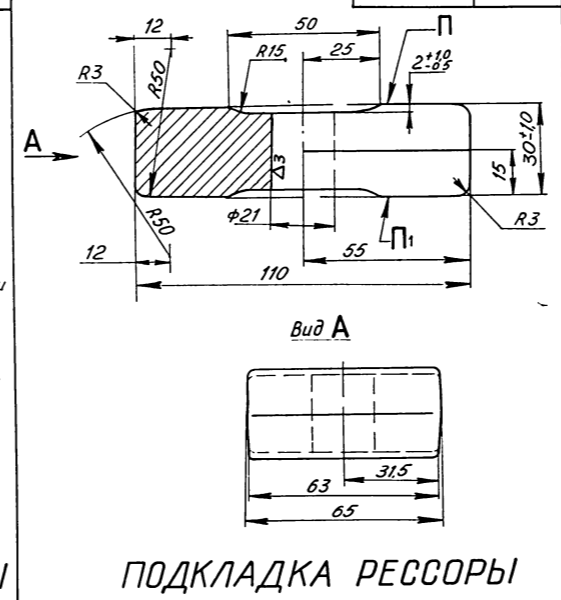 12
50
П
R50
R15
25
2 +1,0 -0,5
R3
А
30±1,0
▽3
15
R50
Ф21
П1
R3
12
55
110
Вид А
31,5
63
65
ПОДКЛАДКА РЕССОРЫ